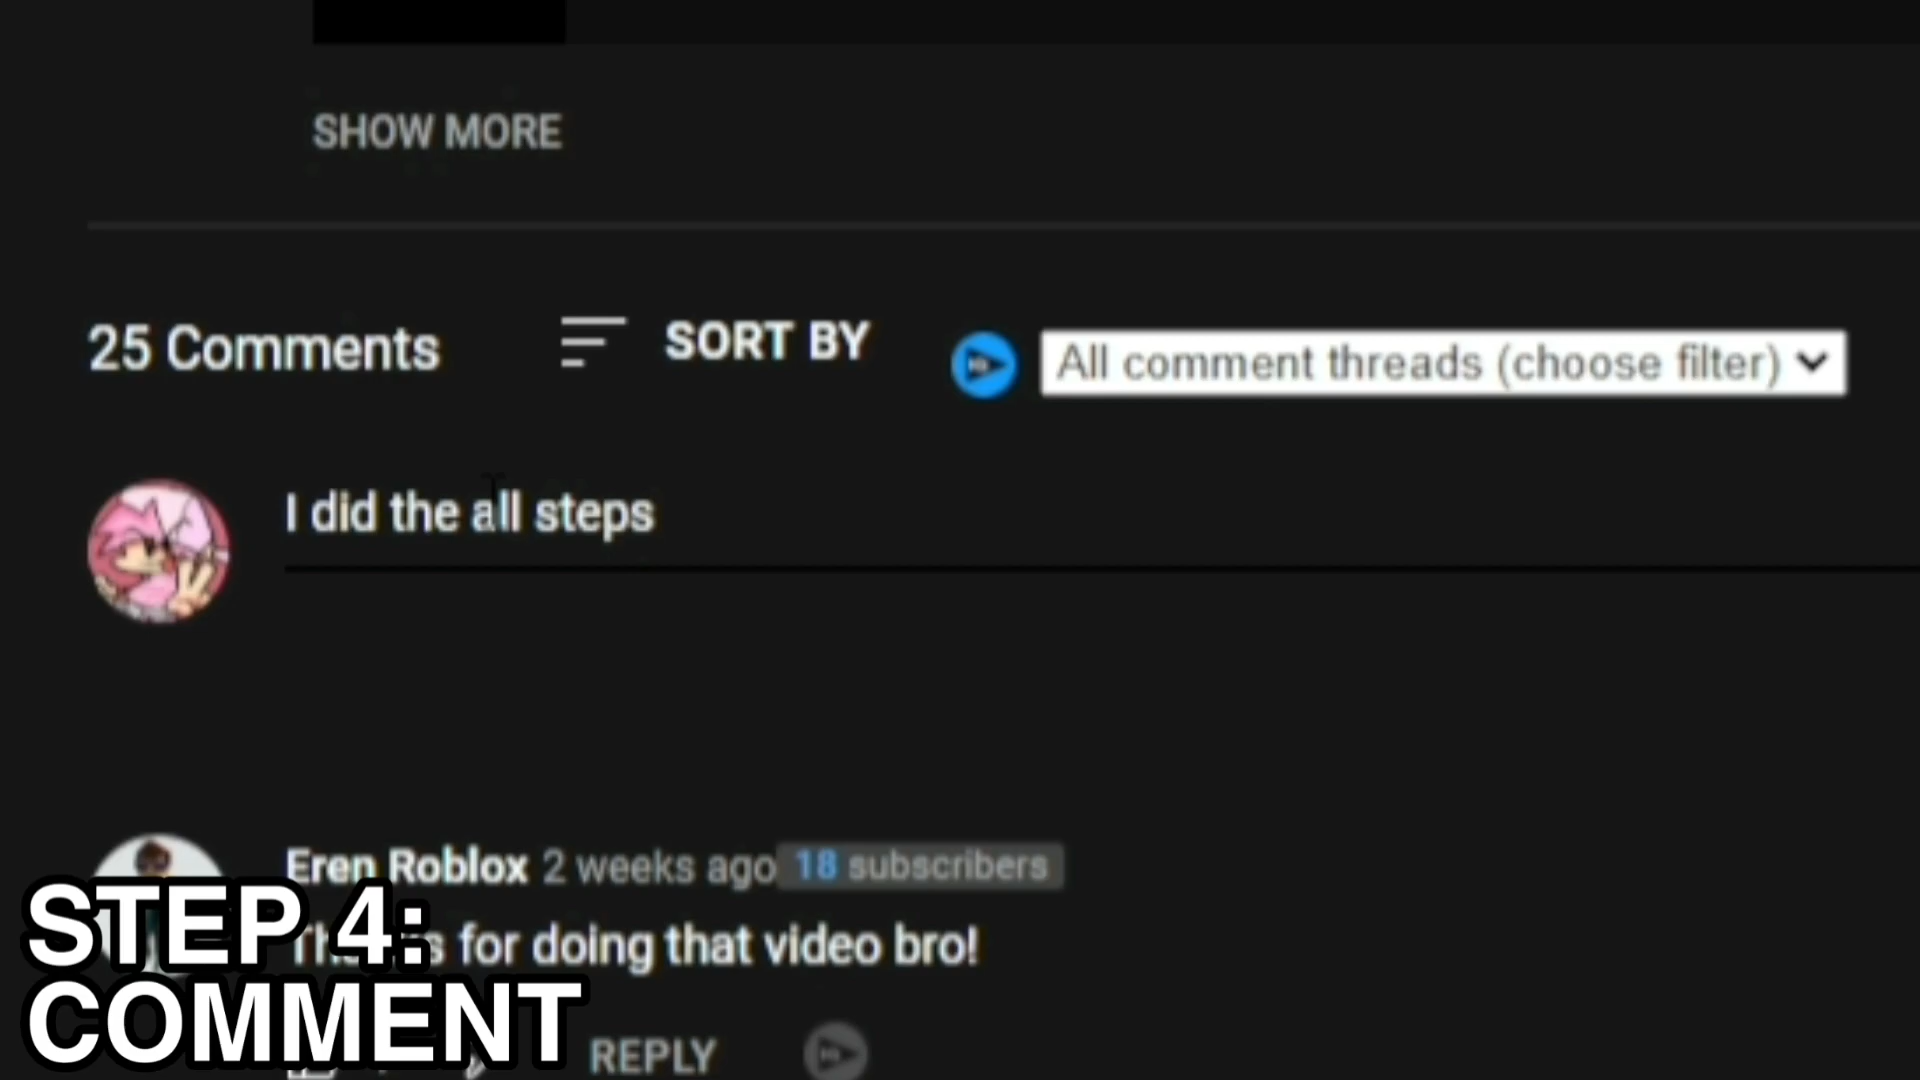 SHOW MORE
25 Comments
SORT BY
All comment threads (choose filter)
I did the all steps
Eren Roblox 2 weeks ago 18 subscribers
for doing that video bro!
STEP 4:
COMMENT
REPLY